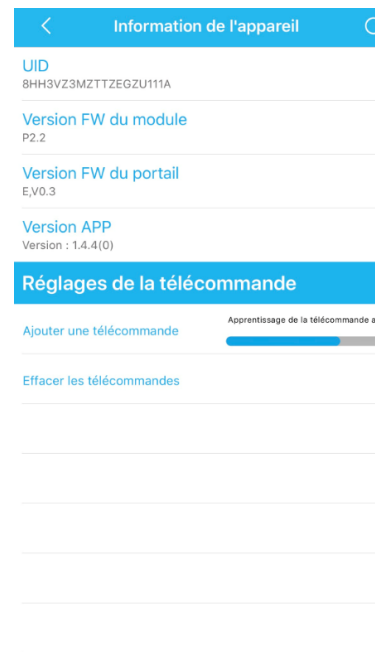 Information de l'appareil
UID
8HH3VZ3MZTTZEGZU111A
Version FW du module
P2.2
Version FW du portail
E,V0.3
Version APP
Version : 1.4.4(0)
Réglages de la télécommande
Ajouter une télécommande
Apprentissage de la télécommande a
Effacer les télécommandes